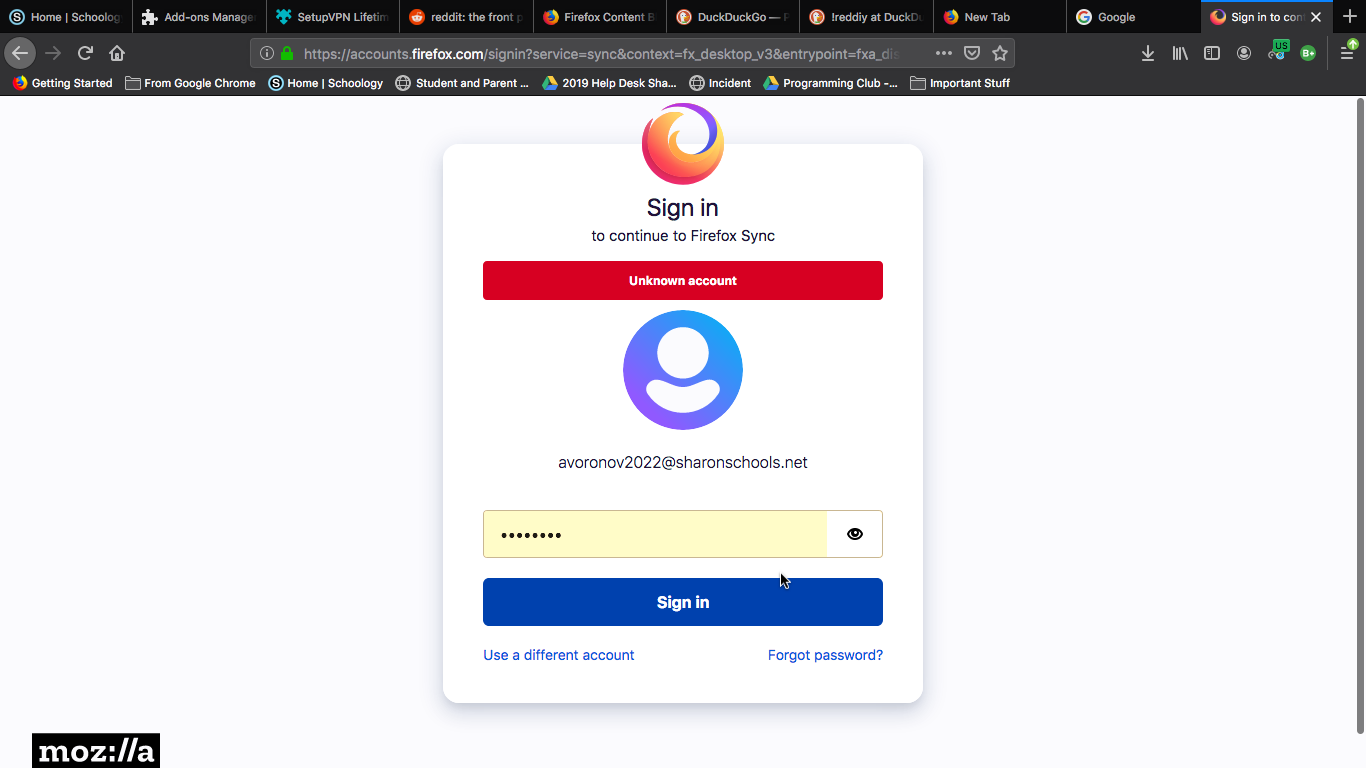 Home | Schoolog
Add-ons Manage
SetupVPN Lifetim
reddit: the front p
Firefox Content B
DuckDuckGo — P
!reddiy at DuckDu
New Tab
Google
Sign in to con
https://accounts.firefox.com/signin?service=sync&context=fx_desktop_v3&entrypoint=fxa_dis
US
B+
Getting Started
From Google Chrome
Home | Schoology
Student and Parent ...
2019 Help Desk Sha...
Incident
Programming Club -...
Important Stuff
Sign in
to continue to Firefox Sync
Unknown account
avoronov2022@sharonschools.net
Sign in
Use a different account
Forgot password?
moz://a